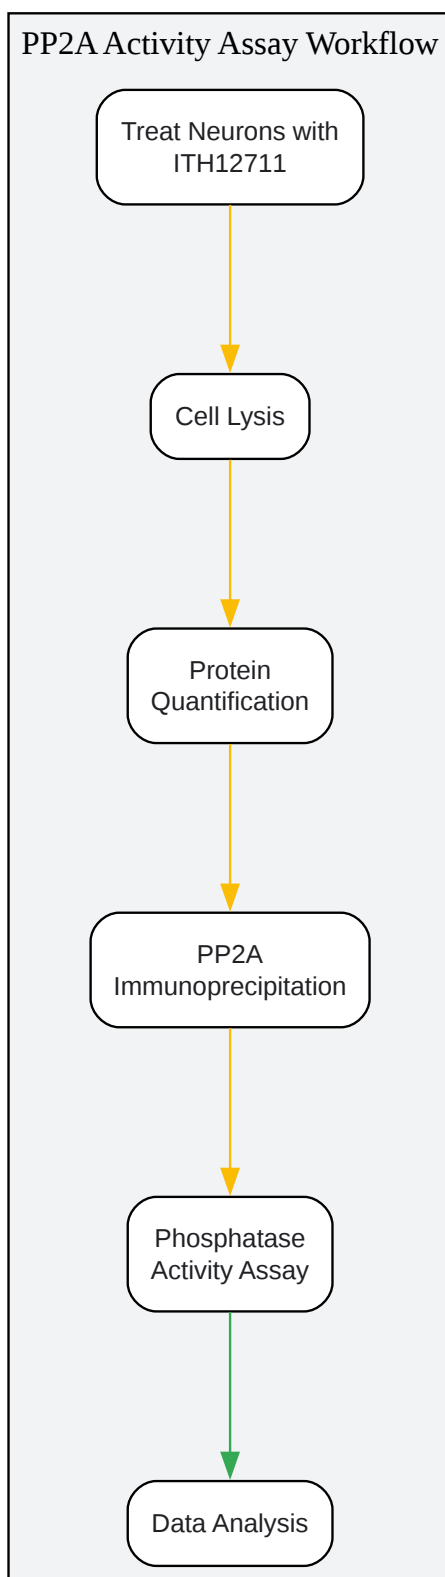 PP2A Activity Assay Workflow
Treat Neurons with
ITH12711
Cell Lysis
Protein
Quantification
PP2A
Immunoprecipitation
Phosphatase
Activity Assay
Data Analysis